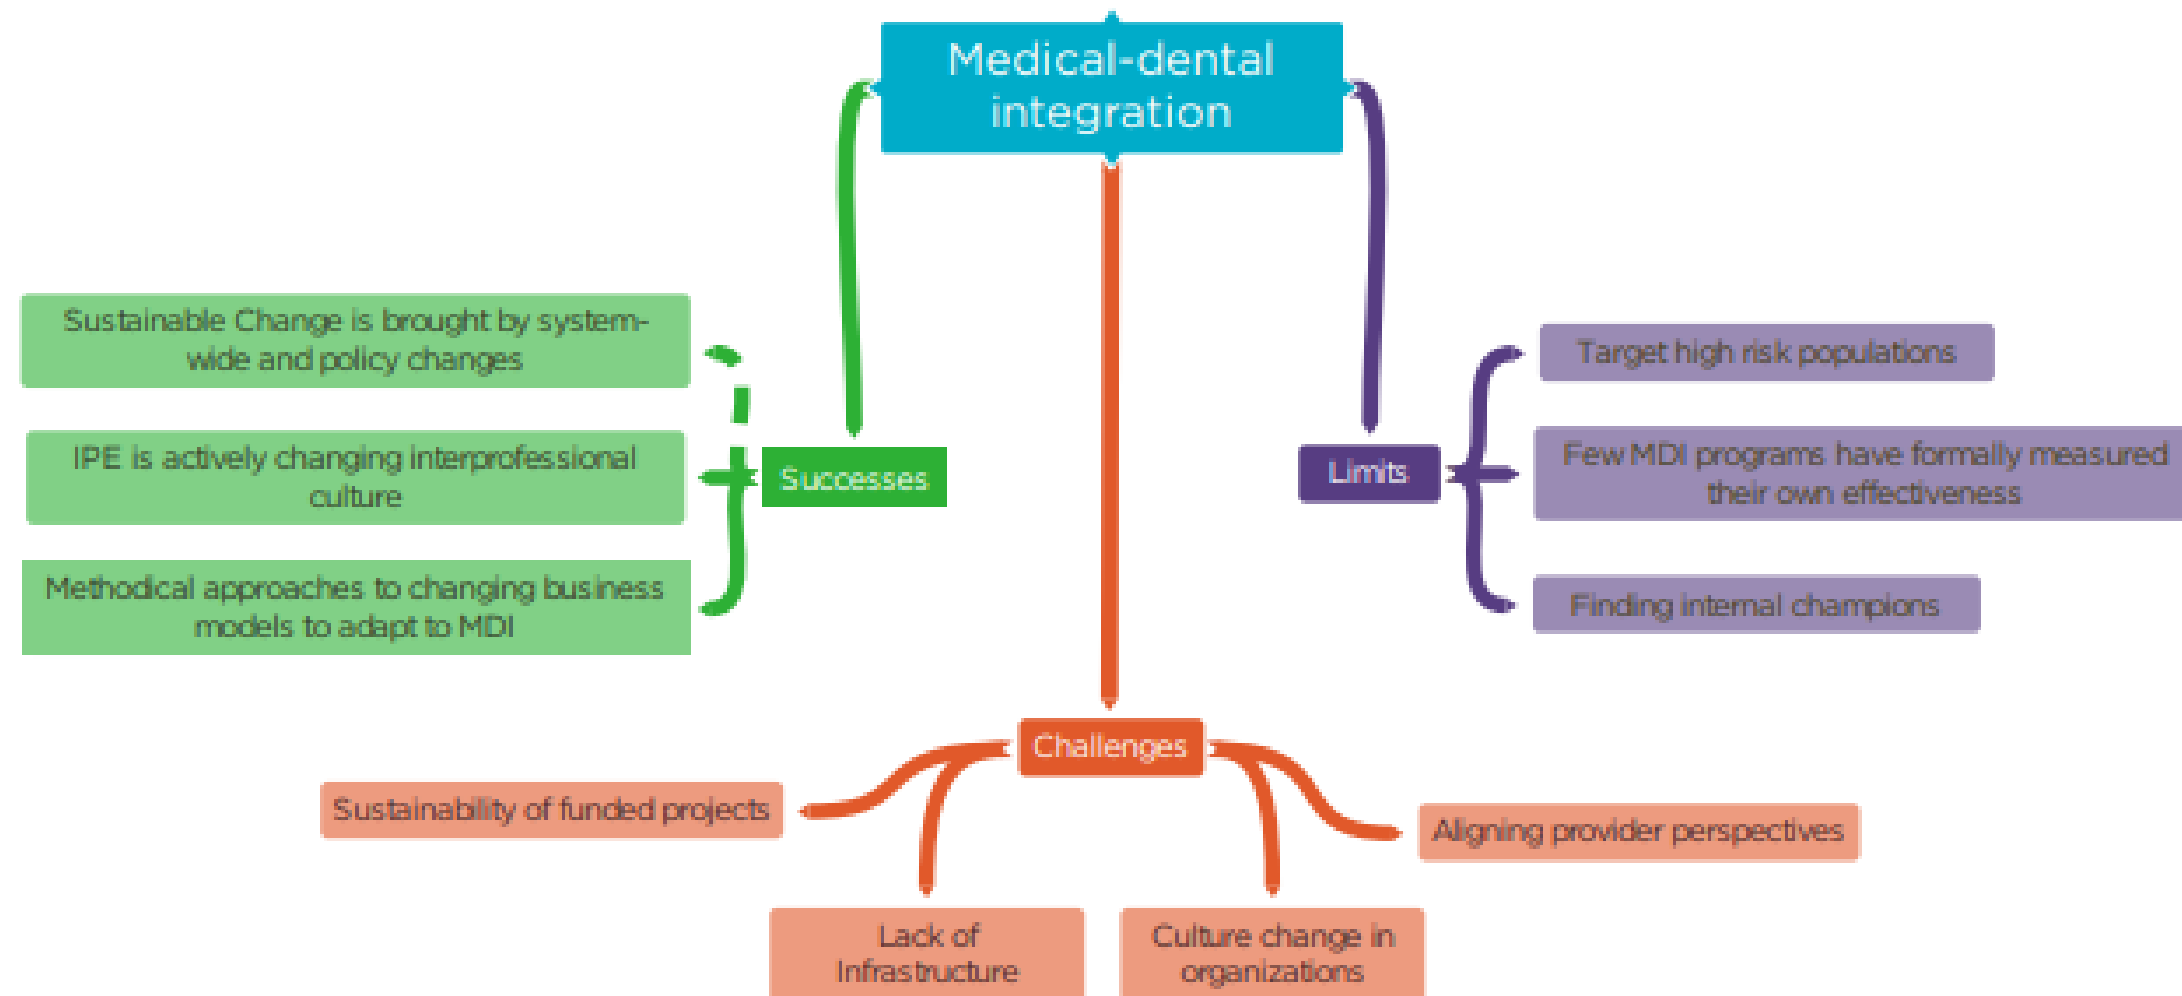 Medical-dental
integration
Sustainable Change is brought by system-
wide and policy changes
IPE is actively changing interprofessional
culture
Methodical approaches to changing business
models to adapt to MDI
Successes
Limits
Target high risk populations
Few MDI programs have formally measured
their own effectiveness
Finding internal champions
Challenges
Sustainability of funded projects
Lack of
Infrastructure
Culture change in
organizations
Aligning provider perspectives